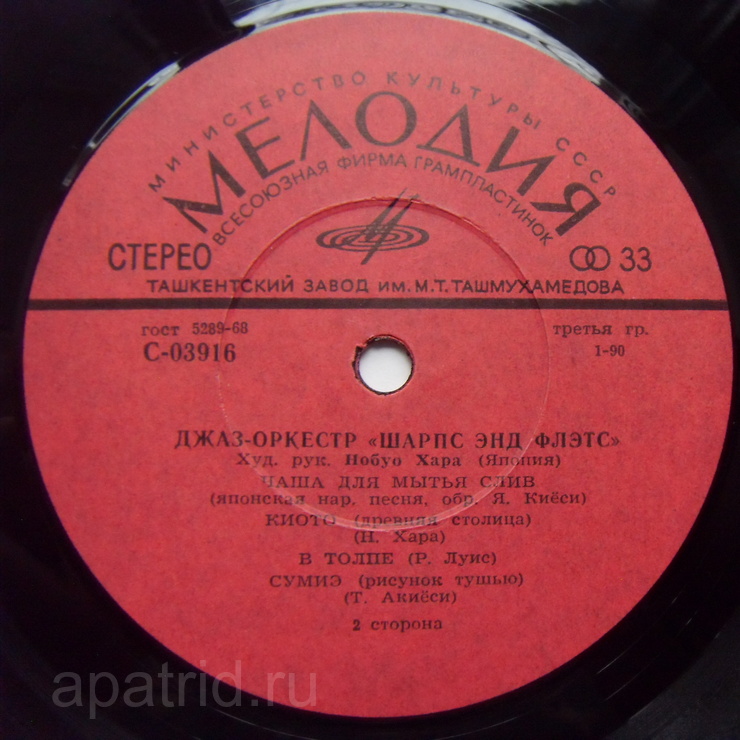 МИНИСТЕРСТВО КУЛЬТУРЫ СССР
МЕЛОДИЯ
ВСЕСОЮЗНАЯ ФИРМА ГРАМПЛАСТИНОК
СТЕРЕО 33
ТАШКЕНТСКИЙ ЗАВОД ИМ. М.Т. ТАШМУХАМЕДОВА
гост 5289-68 третья гр.
С-03916 1-90
ДЖАЗ-ОРКЕСТР «ШАРПС ЭНД ФЛЭТС»
Худ. рук. Нобуо Хара (Япония)
ЧАША ДЛЯ МЫТЬЯ СЛИВ
(японская нар. песня, обр. Я. Киёси)
КИОТО (древняя столица)
(Н. Хара)
В ТОЛПЕ (Р. Луис)
СУМИЭ (рисунок тушью)
(Т. Акиёси)
2 сторона
apatrid.ru